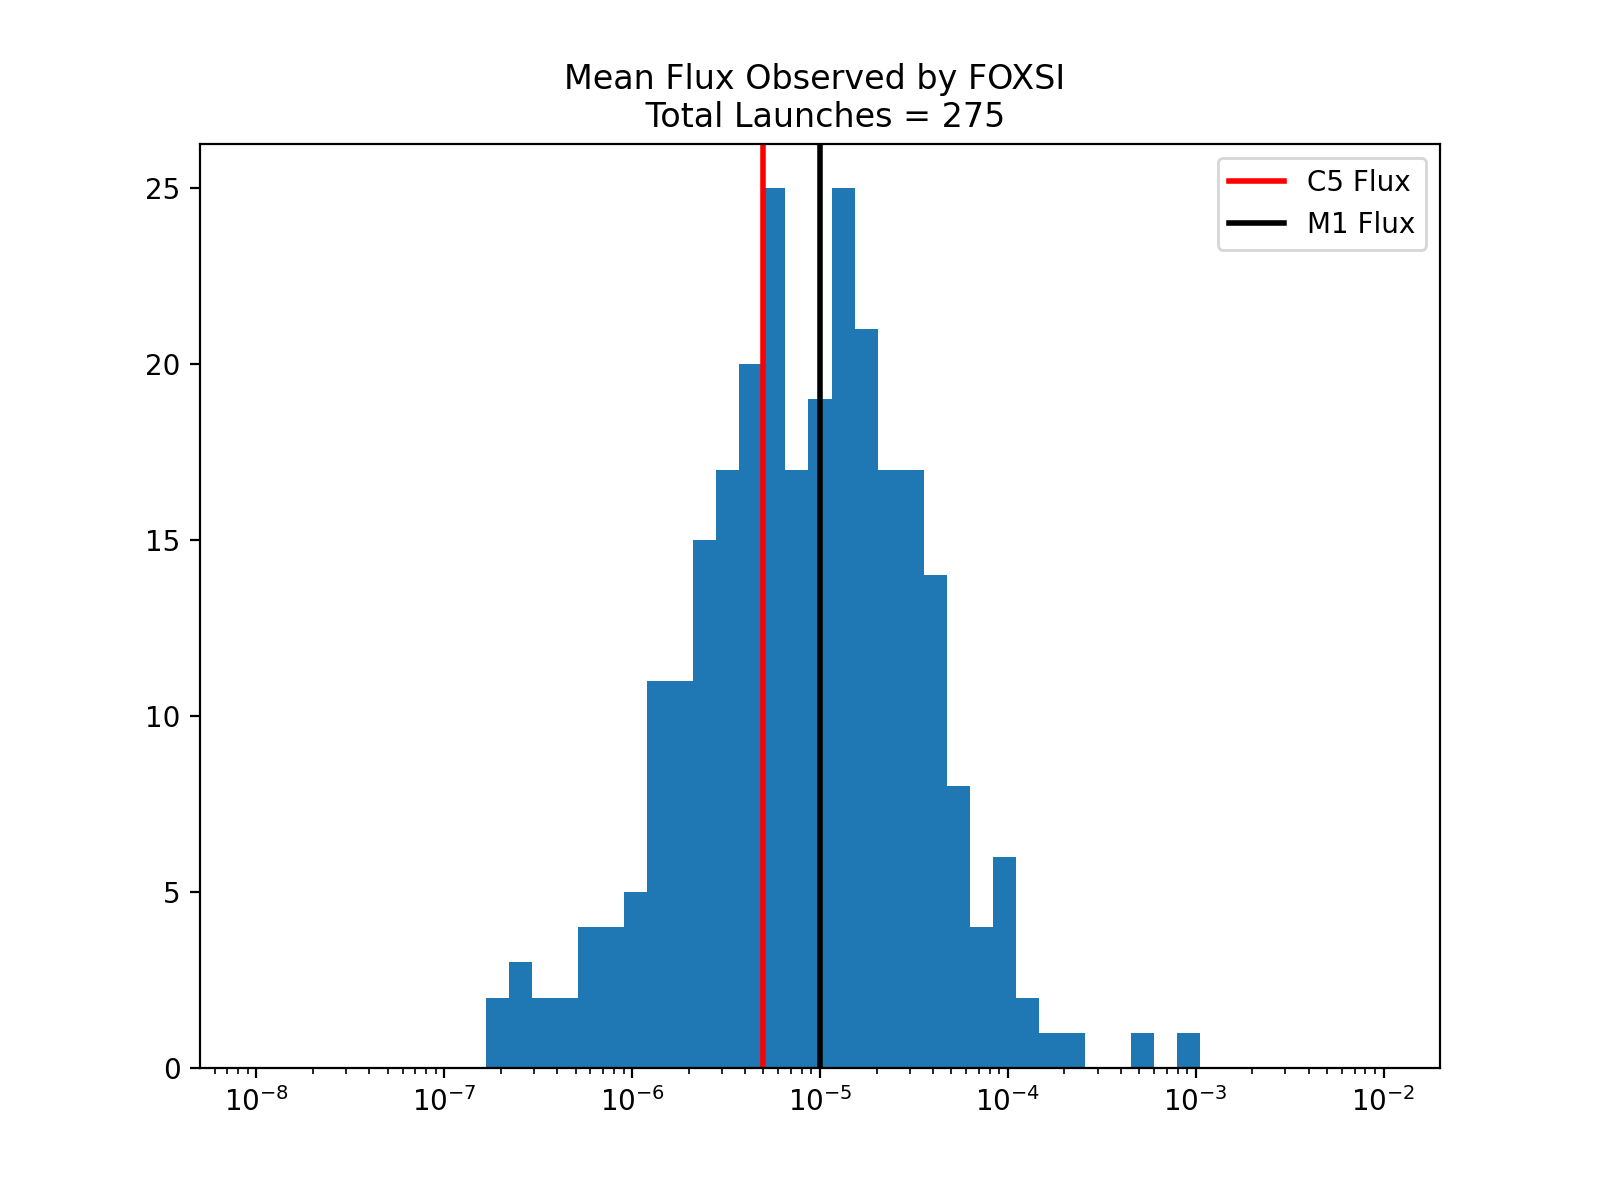 Mean Flux Observed by FOXSI
Total Launches = 275
C5 Flux
M1 Flux
25
20
15
10
5
0
10⁻⁸ 10⁻⁷ 10⁻⁶ 10⁻⁵ 10⁻⁴ 10⁻³ 10⁻²